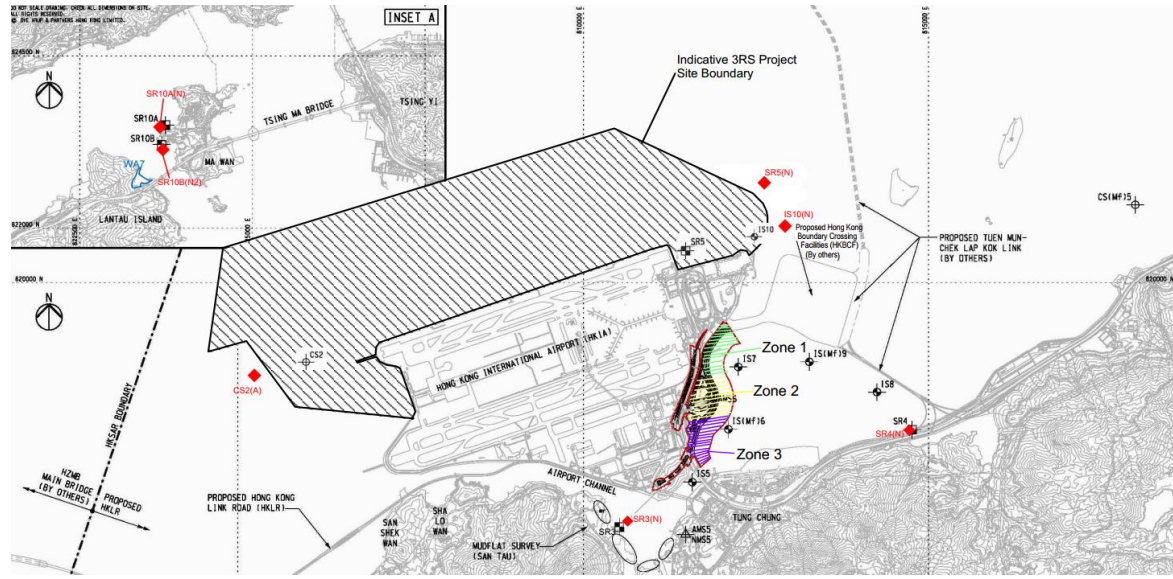 DO NOT SCALE DRAWING. CHECK ALL DIMENSIONS ON SITE.
ALL RIGHTS RESERVED.
INSET A
824500 N
N
SR10A(N)
SR10A
SR10B
WA7
SR10B(N2)
MA WAN
TSING MA BRIDGE
TSING YI
LANTAU ISLAND
822500 E
810000 E
815000 E
Indicative 3RS Project
Site Boundary
SR5(N)
IS10(N)
IS10
SR5
CS(Mf)5
822000 N
820000 N
Proposed Hong Kong
Boundary Crossing
Facilities (HKBCF)
(By others)
PROPOSED TUEN MUN-
CHEK LAP KOK LINK
(BY OTHERS)
N
CS2
CS2(A)
HONG KONG INTERNATIONAL AIRPORT (HKIA)
Zone 1
Zone 2
Zone 3
IS7
IS(Mf)9
IS8
IS(Mf)6
SR4
SR4(N)
IS5
HKSAR BOUNDARY
HZMB
MAIN BRIDGE
(BY OTHERS)
PROPOSED
HKLR
PROPOSED HONG KONG
LINK ROAD (HKLR)
AIRPORT CHANNEL
SAN
SHEK
WAN
SHA
LO
WAN
MUDFLAT SURVEY
(SAN TAU)
SR3(N)
SR3
TUNG CHUNG
AMS5
NMS5